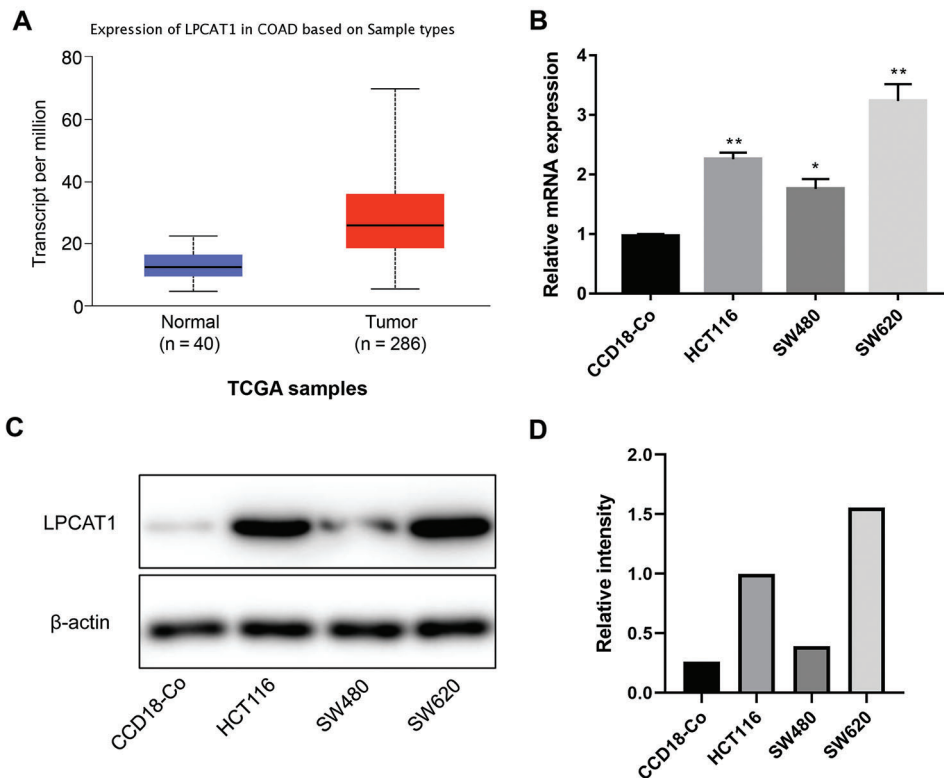 A
Expression of LPCAT1 in COAD based on Sample types
Transcript per million
80
60
40
20
0
Normal
(n = 40)
Tumor
(n = 286)
TCGA samples
B
Relative mRNA expression
4
3
2
1
0
**
*
**
CCD18-Co
HCT116
SW480
SW620
C
LPCAT1
β-actin
CCD18-Co
HCT116
SW480
SW620
D
Relative intensity
2.0
1.5
1.0
0.5
0.0
CCD18-Co
HCT116
SW480
SW620